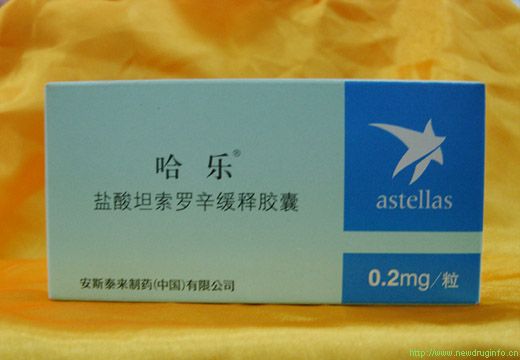 哈乐®
盐酸坦索罗辛缓释胶囊
astellas
安斯泰来制药(中国)有限公司
0.2mg/粒
http://www.newdruginfo.cn